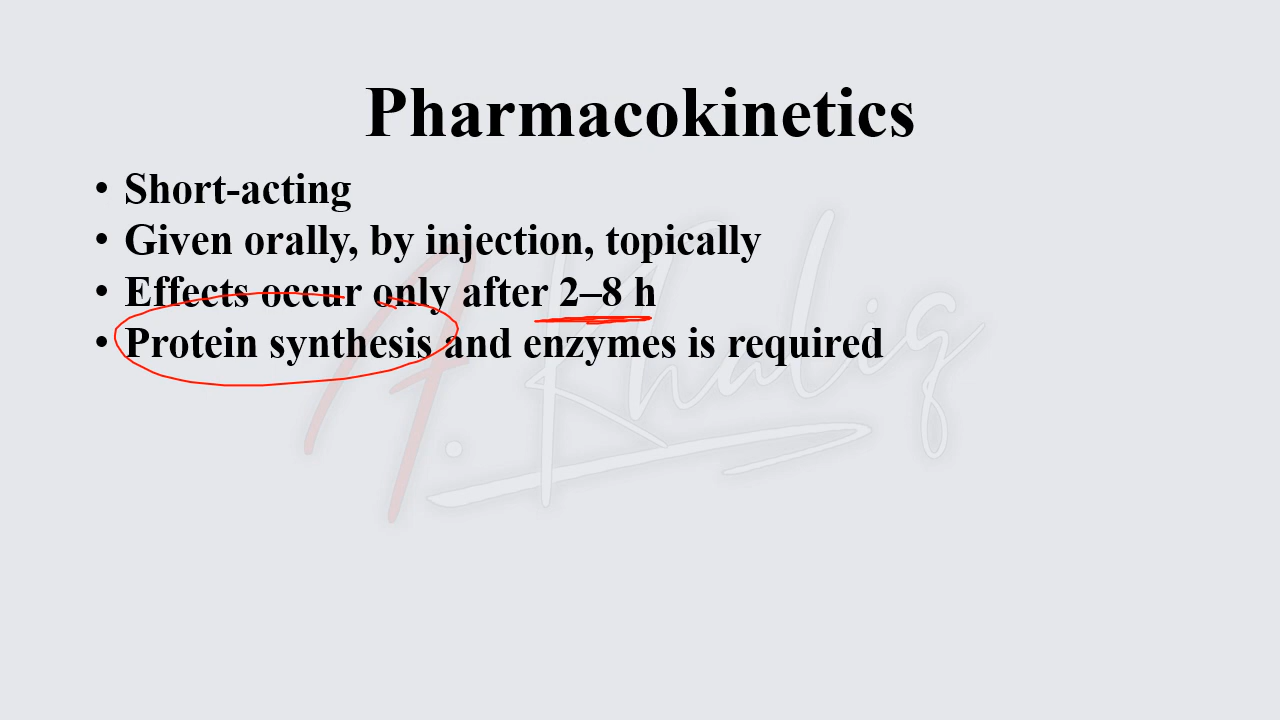 Pharmacokinetics
• Short-acting
• Given orally, by injection, topically
• Effects occur only after 2–8 h
• Protein synthesis and enzymes is required
A. Khaliq